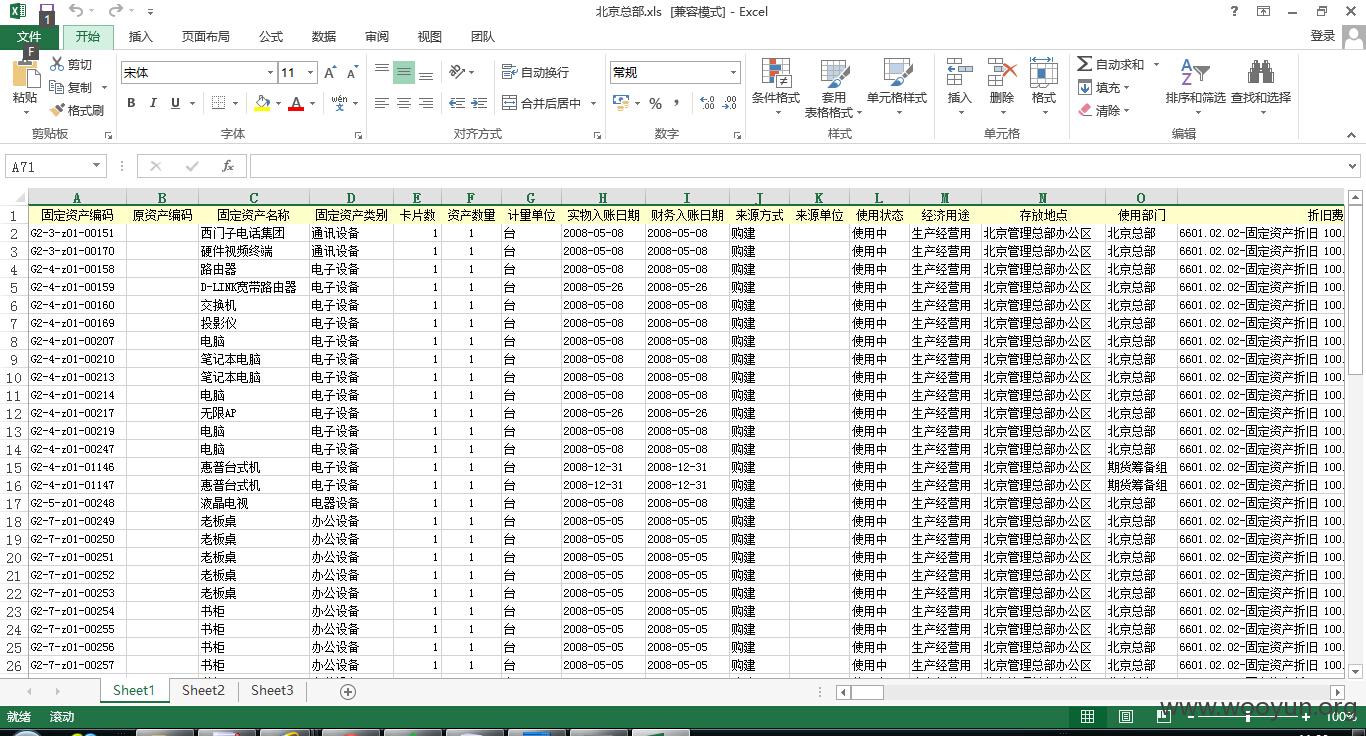 北京总部.xls [兼容模式] - Excel
1
文件 开始 插入 页面布局 公式 数据 审阅 视图 团队 登录
F
粘贴 剪切 复制 格式刷
宋体 11 自动换行 合并后居中 常规 条件格式 套用表格格式 单元格样式 插入 删除 格式 自动求和 填充 清除 排序和筛选 查找和选择
B I U A wén %
剪贴板 字体 对齐方式 数字 样式 单元格 编辑
A71 fx
A B C D E F G H I J K L M N O
1 固定资产编码 原资产编码 固定资产名称 固定资产类别 卡片数 资产数量 计量单位 实物入账日期 财务入账日期 来源方式 来源单位 使用状态 经济用途 存放地点 使用部门 折旧费
2 G2-3-z01-00151 西门子电话集团 通讯设备 1 1 台 2008-05-08 2008-05-08 购建 使用中 生产经营用 北京管理总部办公区 北京总部 6601.02.02-固定资产折旧 100.
3 G2-3-z01-00170 硬件视频终端 通讯设备 1 1 台 2008-05-08 2008-05-08 购建 使用中 生产经营用 北京管理总部办公区 北京总部 6601.02.02-固定资产折旧 100.
4 G2-4-z01-00158 路由器 电子设备 1 1 台 2008-05-26 2008-05-08 购建 使用中 生产经营用 北京管理总部办公区 北京总部 6601.02.02-固定资产折旧 100.
5 G2-4-z01-00159 D-LINK宽带路由器 电子设备 1 1 台 2008-05-26 2008-05-26 购建 使用中 生产经营用 北京管理总部办公区 北京总部 6601.02.02-固定资产折旧 100.
6 G2-4-z01-00160 交换机 电子设备 1 1 台 2008-05-08 2008-05-08 购建 使用中 生产经营用 北京管理总部办公区 北京总部 6601.02.02-固定资产折旧 100.
7 G2-4-z01-00169 投影仪 电子设备 1 1 台 2008-05-08 2008-05-08 购建 使用中 生产经营用 北京管理总部办公区 北京总部 6601.02.02-固定资产折旧 100.
8 G2-4-z01-00207 电脑 电子设备 1 1 台 2008-05-08 2008-05-08 购建 使用中 生产经营用 北京管理总部办公区 北京总部 6601.02.02-固定资产折旧 100.
9 G2-4-z01-00210 笔记本电脑 电子设备 1 1 台 2008-05-08 2008-05-08 购建 使用中 生产经营用 北京管理总部办公区 北京总部 6601.02.02-固定资产折旧 100.
10 G2-4-z01-00213 笔记本电脑 电子设备 1 1 台 2008-05-08 2008-05-08 购建 使用中 生产经营用 北京管理总部办公区 北京总部 6601.02.02-固定资产折旧 100.
11 G2-4-z01-00214 电脑 电子设备 1 1 台 2008-05-08 2008-05-08 购建 使用中 生产经营用 北京管理总部办公区 北京总部 6601.02.02-固定资产折旧 100.
12 G2-4-z01-00217 无限AP 电子设备 1 1 台 2008-05-26 2008-05-26 购建 使用中 生产经营用 北京管理总部办公区 北京总部 6601.02.02-固定资产折旧 100.
13 G2-4-z01-00219 电脑 电子设备 1 1 台 2008-05-08 2008-05-08 购建 使用中 生产经营用 北京管理总部办公区 北京总部 6601.02.02-固定资产折旧 100.
14 G2-4-z01-00247 电脑 电子设备 1 1 台 2008-05-08 2008-05-08 购建 使用中 生产经营用 北京管理总部办公区 北京总部 6601.02.02-固定资产折旧 100.
15 G2-4-z01-01146 惠普台式机 电子设备 1 1 台 2008-12-31 2008-12-31 购建 使用中 生产经营用 北京管理总部办公区 期货筹备组 6601.02.02-固定资产折旧 100.
16 G2-4-z01-01147 惠普台式机 电子设备 1 1 台 2008-12-31 2008-12-31 购建 使用中 生产经营用 北京管理总部办公区 期货筹备组 6601.02.02-固定资产折旧 100.
17 G2-5-z01-00248 液晶电视 电器设备 1 1 台 2008-05-08 2008-05-08 购建 使用中 生产经营用 北京管理总部办公区 北京总部 6601.02.02-固定资产折旧 100.
18 G2-7-z01-00249 老板桌 办公设备 1 1 台 2008-05-05 2008-05-05 购建 使用中 生产经营用 北京管理总部办公区 北京总部 6601.02.02-固定资产折旧 100.
19 G2-7-z01-00250 老板桌 办公设备 1 1 台 2008-05-05 2008-05-05 购建 使用中 生产经营用 北京管理总部办公区 北京总部 6601.02.02-固定资产折旧 100.
20 G2-7-z01-00251 老板桌 办公设备 1 1 台 2008-05-05 2008-05-05 购建 使用中 生产经营用 北京管理总部办公区 北京总部 6601.02.02-固定资产折旧 100.
21 G2-7-z01-00252 老板桌 办公设备 1 1 台 2008-05-05 2008-05-05 购建 使用中 生产经营用 北京管理总部办公区 北京总部 6601.02.02-固定资产折旧 100.
22 G2-7-z01-00253 老板桌 办公设备 1 1 台 2008-05-05 2008-05-05 购建 使用中 生产经营用 北京管理总部办公区 北京总部 6601.02.02-固定资产折旧 100.
23 G2-7-z01-00254 书柜 办公设备 1 1 台 2008-05-05 2008-05-05 购建 使用中 生产经营用 北京管理总部办公区 北京总部 6601.02.02-固定资产折旧 100.
24 G2-7-z01-00255 书柜 办公设备 1 1 台 2008-05-05 2008-05-05 购建 使用中 生产经营用 北京管理总部办公区 北京总部 6601.02.02-固定资产折旧 100.
25 G2-7-z01-00256 书柜 办公设备 1 1 台 2008-05-05 2008-05-05 购建 使用中 生产经营用 北京管理总部办公区 北京总部 6601.02.02-固定资产折旧 100.
26 G2-7-z01-00257 书柜 办公设备 1 1 台 2008-05-05 2008-05-05 购建 使用中 生产经营用 北京管理总部办公区 北京总部 6601.02.02-固定资产折旧 100.
Sheet1 Sheet2 Sheet3
就绪 滚动 100%
www.wooyun.org